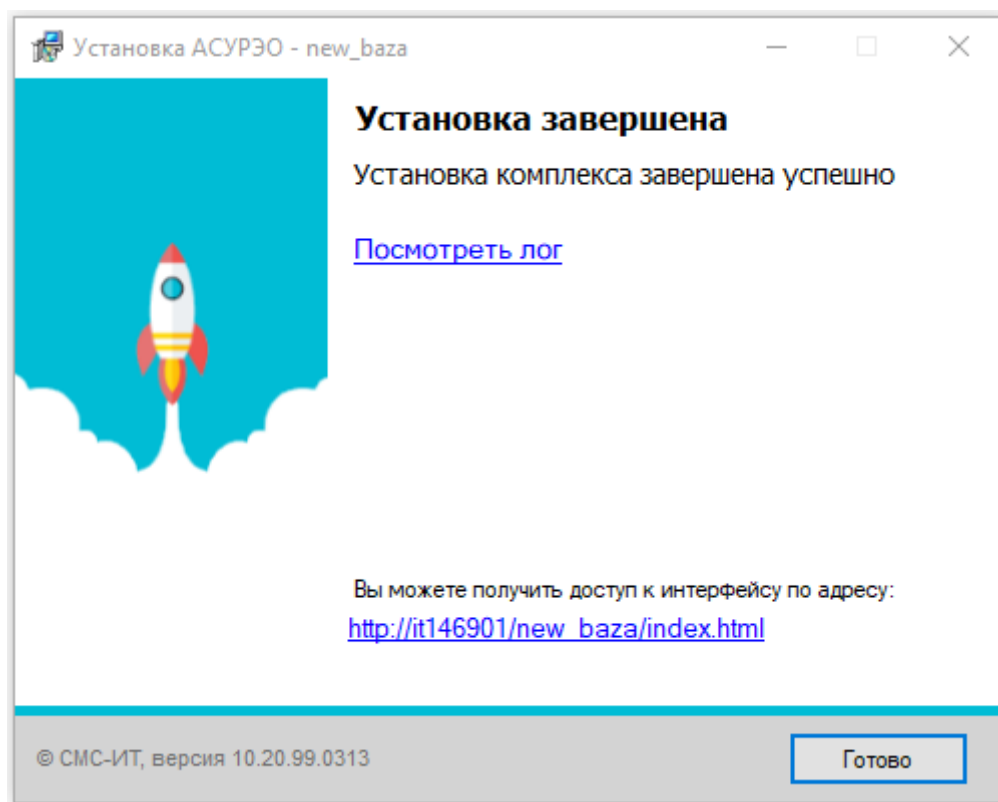 Установка АСУРЭО - new_baza
Установка завершена
Установка комплекса завершена успешно
Посмотреть лог
Вы можете получить доступ к интерфейсу по адресу:
http://it146901/new_baza/index.html
© СМС-ИТ, версия 10.20.99.0313
Готово